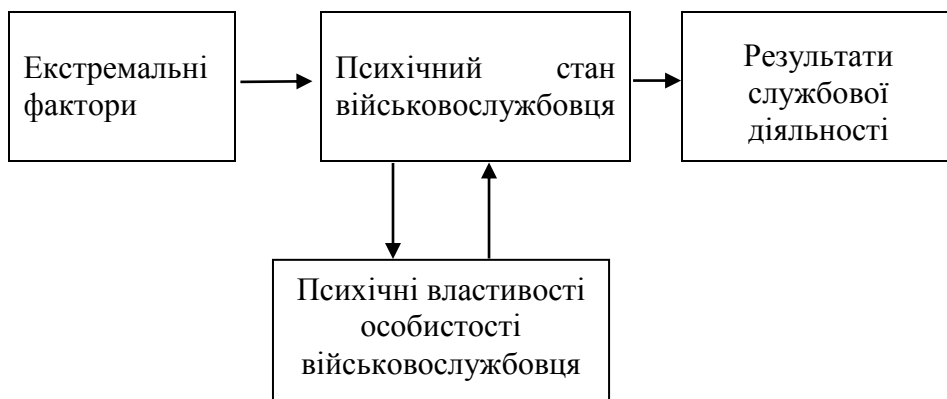 Екстремальні
фактори
Психічний стан
військовослужбовця
Результати
службової
діяльності
Психічні властивості
особистості
військовослужбовця